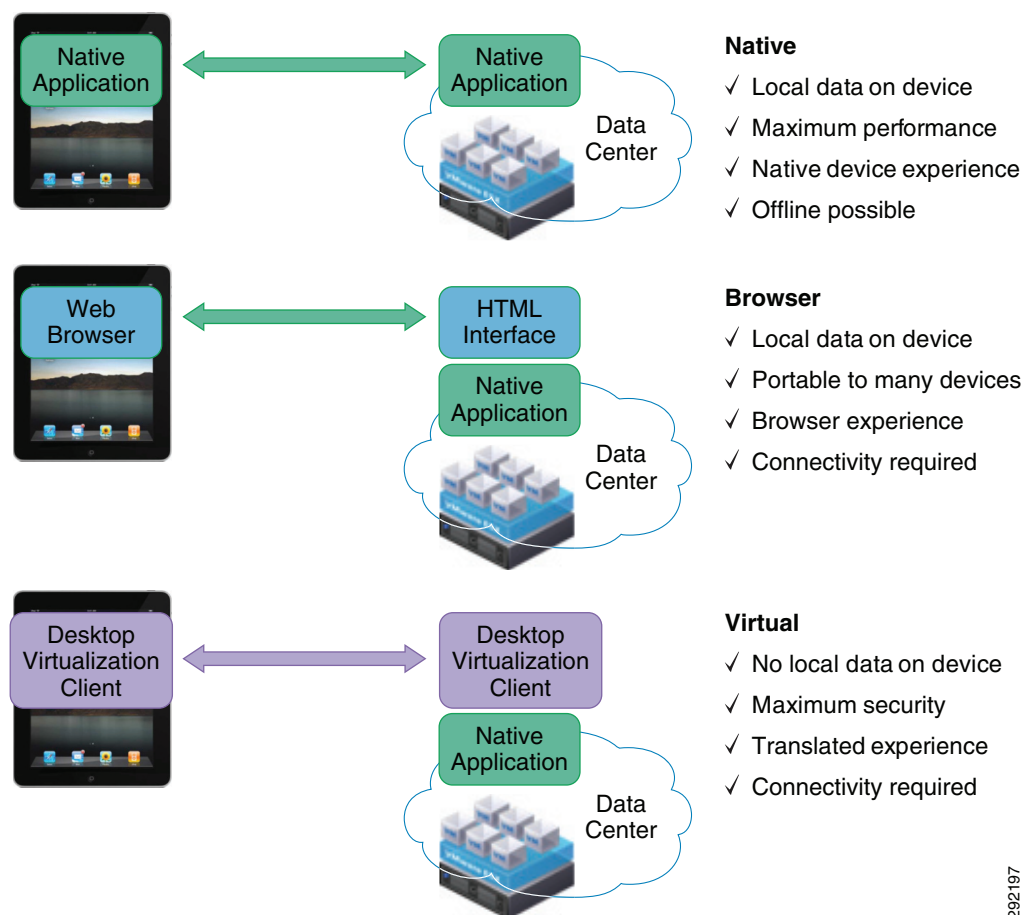 Native
Application
Native
Application
Data
Center
Native
✓ Local data on device
✓ Maximum performance
✓ Native device experience
✓ Offline possible
Web
Browser
HTML
Interface
Native
Application
Data
Center
Browser
✓ Local data on device
✓ Portable to many devices
✓ Browser experience
✓ Connectivity required
Desktop
Virtualization
Client
Desktop
Virtualization
Client
Native
Application
Data
Center
Virtual
✓ No local data on device
✓ Maximum security
✓ Translated experience
✓ Connectivity required
292197